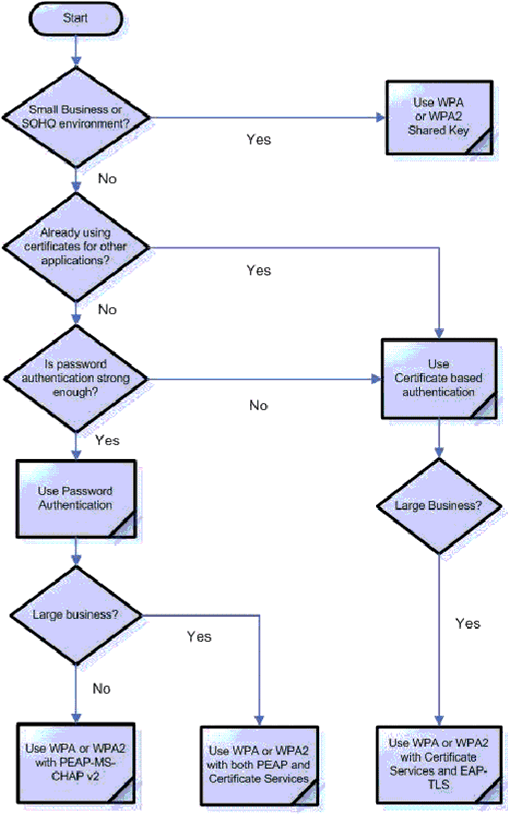 Start
Small Business or
SOHO environment?
Yes
Use WPA
or WPA2
Shared Key
No
Already using
certificates for other
applications?
Yes
No
Is password
authentication strong
enough?
No
Use
Certificate based
authentication
Yes
Use Password
Authentication
Large Business?
Large business?
Yes
Yes
No
Use WPA or WPA2
with PEAP-MS-
CHAP v2
Use WPA or WPA2
with both PEAP and
Certificate Services
Use WPA or WPA2
with Certificate
Services and EAP-
TLS